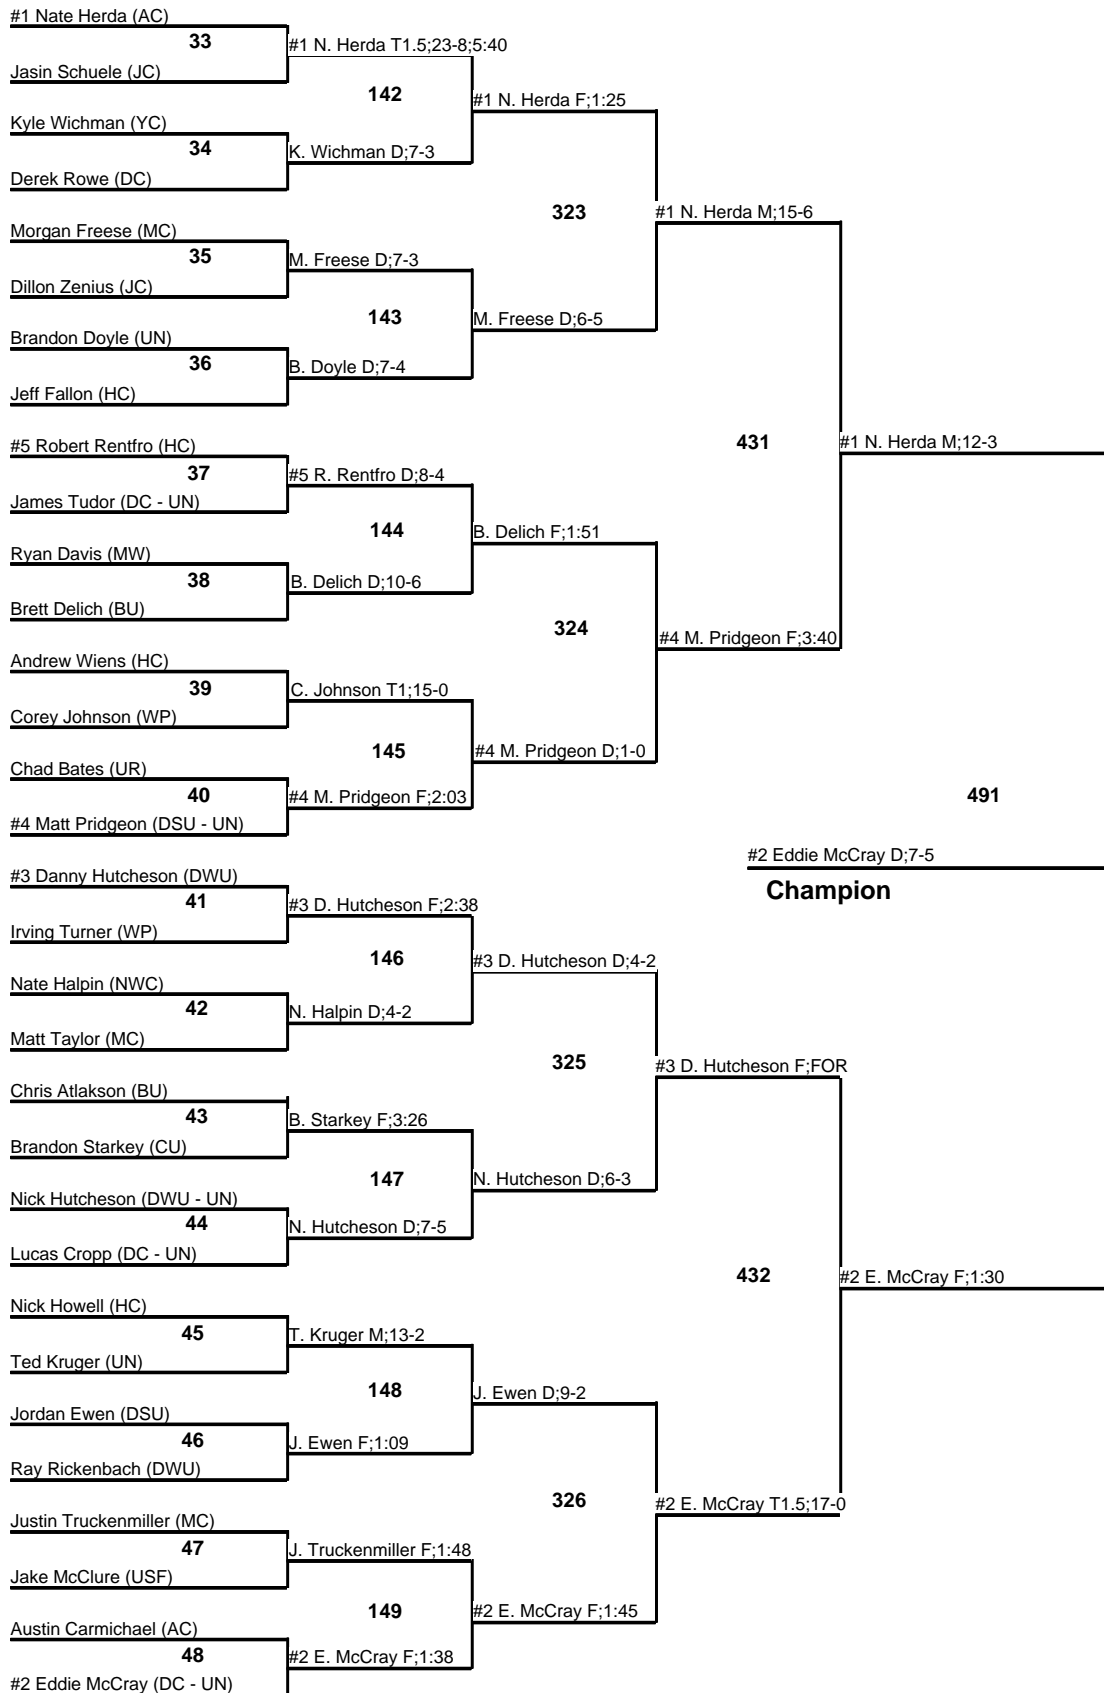 #1 Nate Herda (AC)
33
#1 N. Herda T1.5;23-8;5:40
Jasin Schuele (JC)
142
#1 N. Herda F;1:25
Kyle Wichman (YC)
34
K. Wichman D;7-3
Derek Rowe (DC)
323
#1 N. Herda M;15-6
Morgan Freese (MC)
35
M. Freese D;7-3
Dillon Zenius (JC)
143
M. Freese D;6-5
Brandon Doyle (UN)
36
B. Doyle D;7-4
Jeff Fallon (HC)
431
#1 N. Herda M;12-3
#5 Robert Rentfro (HC)
37
#5 R. Rentfro D;8-4
James Tudor (DC - UN)
144
B. Delich F;1:51
Ryan Davis (MW)
38
B. Delich D;10-6
Brett Delich (BU)
324
#4 M. Pridgeon F;3:40
Andrew Wiens (HC)
39
C. Johnson T1;15-0
Corey Johnson (WP)
145
#4 M. Pridgeon D;1-0
Chad Bates (UR)
40
#4 M. Pridgeon F;2:03
#4 Matt Pridgeon (DSU - UN)
491
#2 Eddie McCray D;7-5
Champion
#3 Danny Hutcheson (DWU)
41
#3 D. Hutcheson F;2:38
Irving Turner (WP)
146
#3 D. Hutcheson D;4-2
Nate Halpin (NWC)
42
N. Halpin D;4-2
Matt Taylor (MC)
325
#3 D. Hutcheson F;FOR
Chris Atlakson (BU)
43
B. Starkey F;3:26
Brandon Starkey (CU)
147
N. Hutcheson D;6-3
Nick Hutcheson (DWU - UN)
44
N. Hutcheson D;7-5
Lucas Cropp (DC - UN)
432
#2 E. McCray F;1:30
Nick Howell (HC)
45
T. Kruger M;13-2
Ted Kruger (UN)
148
J. Ewen D;9-2
Jordan Ewen (DSU)
46
J. Ewen F;1:09
Ray Rickenbach (DWU)
326
#2 E. McCray T1.5;17-0
Justin Truckenmiller (MC)
47
J. Truckenmiller F;1:48
Jake McClure (USF)
149
#2 E. McCray F;1:45
Austin Carmichael (AC)
48
#2 E. McCray F;1:38
#2 Eddie McCray (DC - UN)